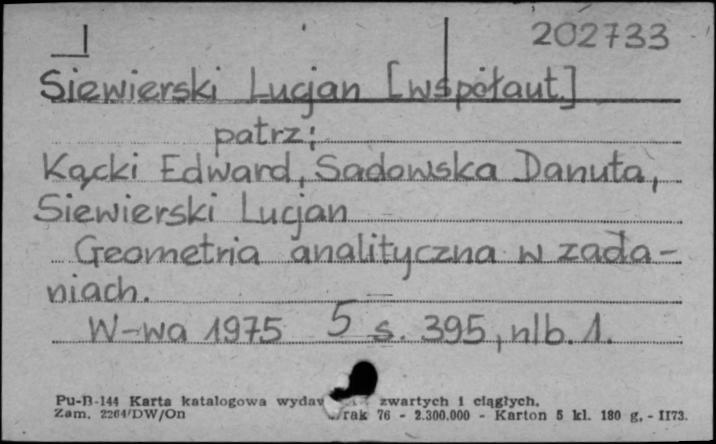 202733
Siewierski Lucjan [współaut.]
patrz:
Kącki Edward, Sadowska Danuta,
Siewierski Lucjan
Geometria analityczna w zada-
niach.
W-wa 1975 5 s. 395, nlb. 1.
Pu-B-144 Karta katalogowa wydaw zwartych i ciągłych.
Zam. 2264/DW/On rak 76 - 2.300.000 - Karton 5 kl. 180 g. - II73.